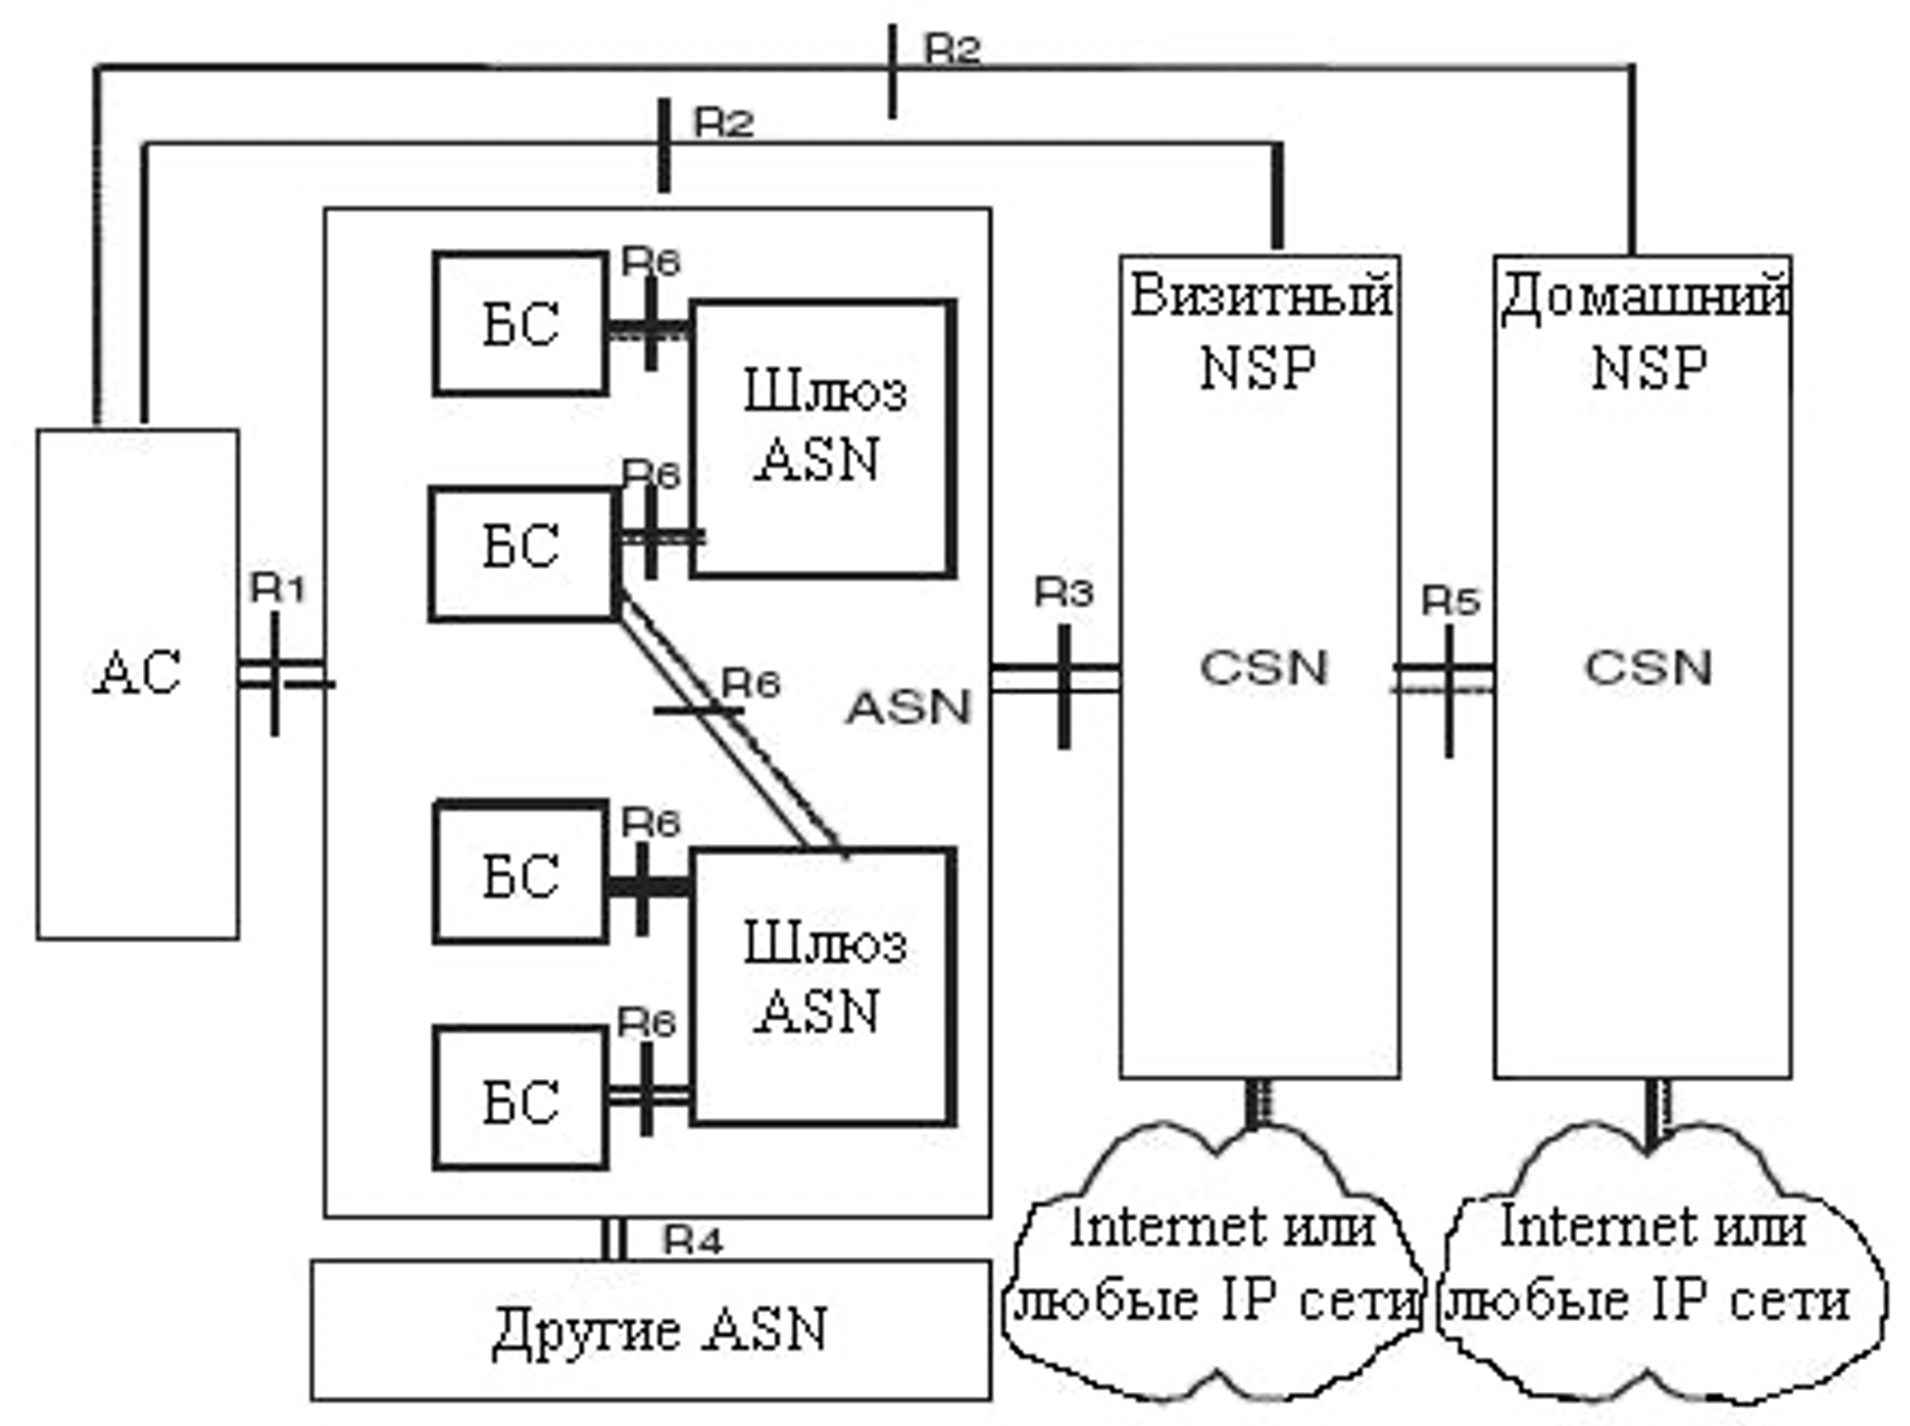 R2
R2
R6
БС
Шлюз
ASN
R6
БС
Визитный
NSP
Домашний
NSP
R1
R3
R5
АС
R6
ASN
CSN
CSN
R6
БС
Шлюз
ASN
R6
БС
R4
Другие ASN
Internet или
любые IP сети
Internet или
любые IP сети